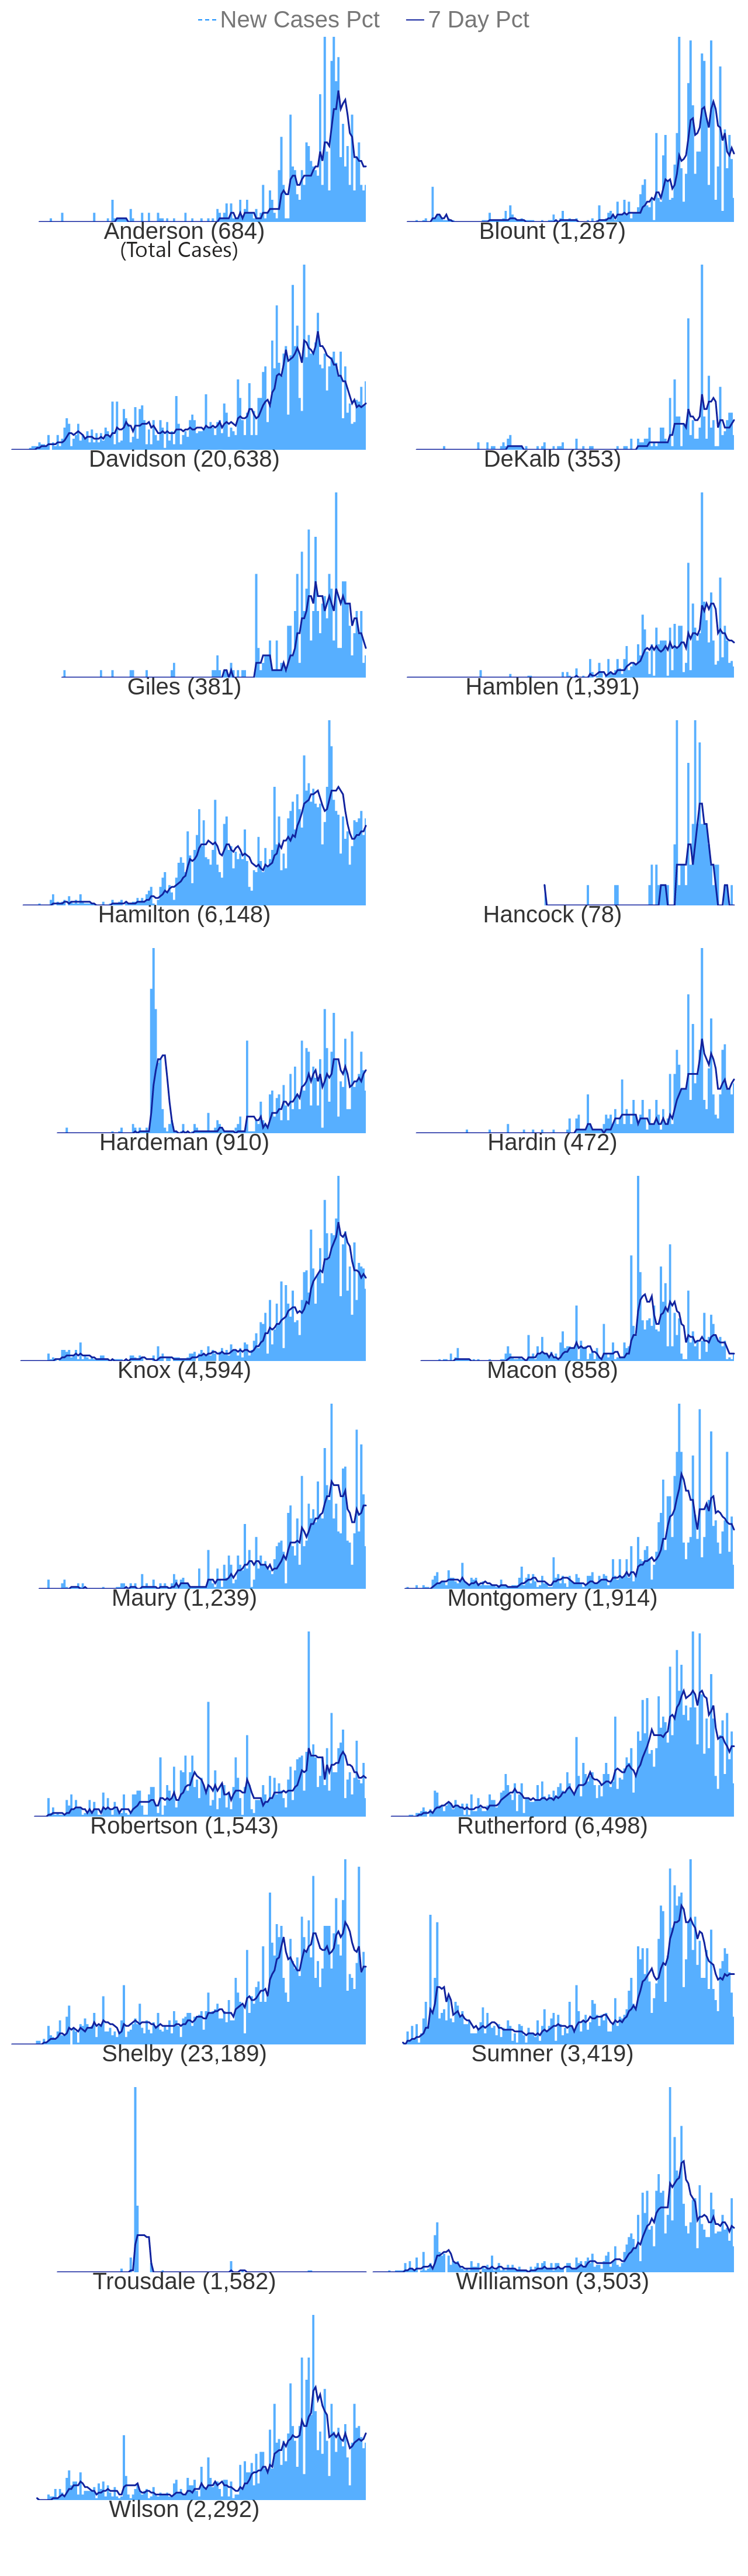 New Cases Pct 7 Day Pct
Anderson (684) Blount (1,287)
(Total Cases)
Davidson (20,638) DeKalb (353)
Giles (381) Hamblen (1,391)
Hamilton (6,148) Hancock (78)
Hardeman (910) Hardin (472)
Knox (4,594) Macon (858)
Maury (1,239) Montgomery (1,914)
Robertson (1,543) Rutherford (6,498)
Shelby (23,189) Sumner (3,419)
Trousdale (1,582) Williamson (3,503)
Wilson (2,292)